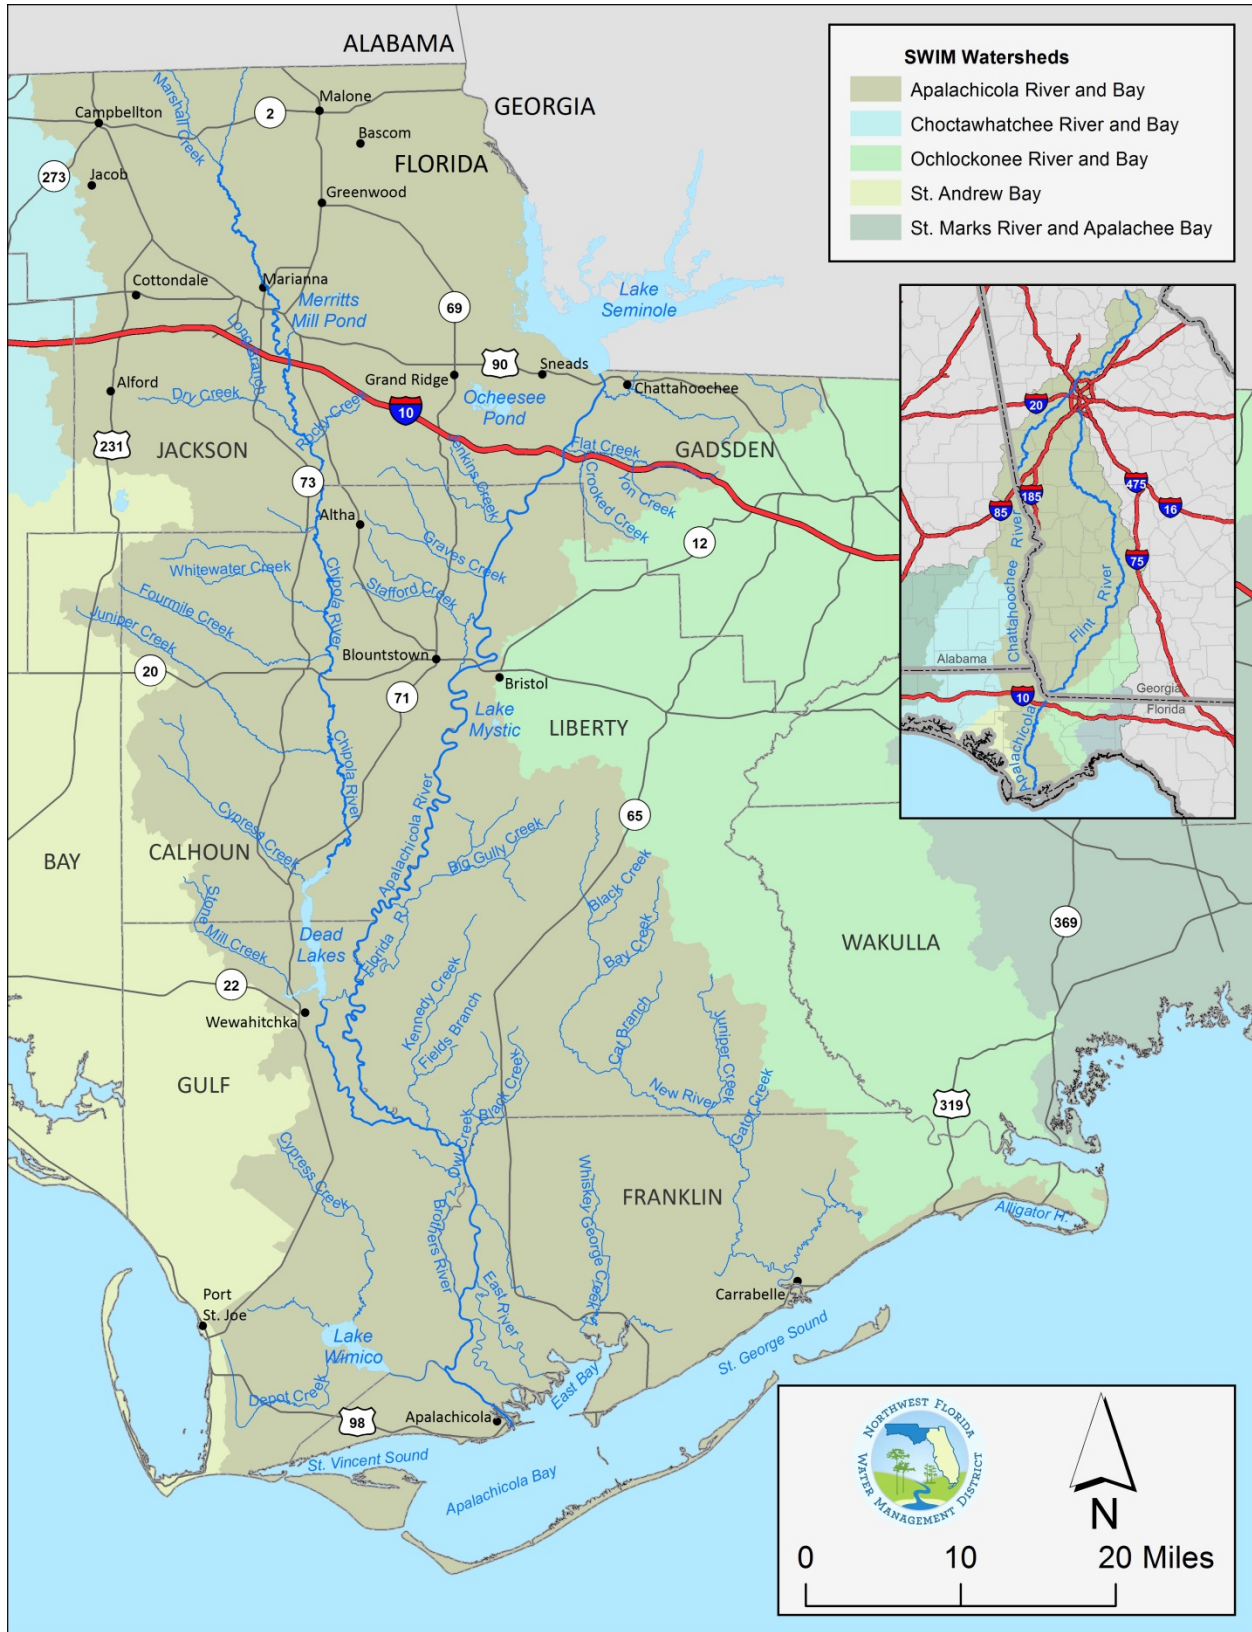 ALABAMA
GEORGIA
FLORIDA
Marshall Creek
Campbellton
2
Malone
Bascom
273
Jacob
Greenwood
Cottondale
Marianna
Merritts
Mill Pond
Lake
Seminole
69
Long Branch
90
Sneads
Grand Ridge
Chattahoochee
Alford
Dry Creek
Rocky Creek
10
Ocheesee
Pond
231
JACKSON
Jenkins Creek
Flat Creek
GADSDEN
73
Crooked Creek
Yon Creek
Altha
12
Graves Creek
Whitewater Creek
Chipola River
Stafford Creek
Fourmile Creek
Juniper Creek
Blountstown
20
71
Bristol
Lake
Mystic
LIBERTY
Chipola River
Apalachicola River
Cypress Creek
65
BAY
CALHOUN
Big Gully Creek
Black Creek
Stone
Mill Creek
Dead
Lakes
Florida R.
Bay Creek
WAKULLA
369
22
Wewahitchka
Kennedy Creek
Fields Branch
Cat Branch
Juniper Creek
GULF
Black Creek
New River
Gator Creek
319
Owl Creek
Cypress Creek
Brothers River
Whiskey George Creek
FRANKLIN
Alligator H.
East River
Port
St. Joe
Carrabelle
Lake
Wimico
St. George Sound
East Bay
Depot Creek
98
Apalachicola
St. Vincent Sound
Apalachicola Bay
SWIM Watersheds
Apalachicola River and Bay
Choctawhatchee River and Bay
Ochlockonee River and Bay
St. Andrew Bay
St. Marks River and Apalachee Bay
20
85
185
475
16
75
Chattahoochee River
Flint River
Alabama
Georgia
Florida
10
Apalachicola
NORTHWEST FLORIDA
WATER MANAGEMENT DISTRICT
N
0 10 20 Miles